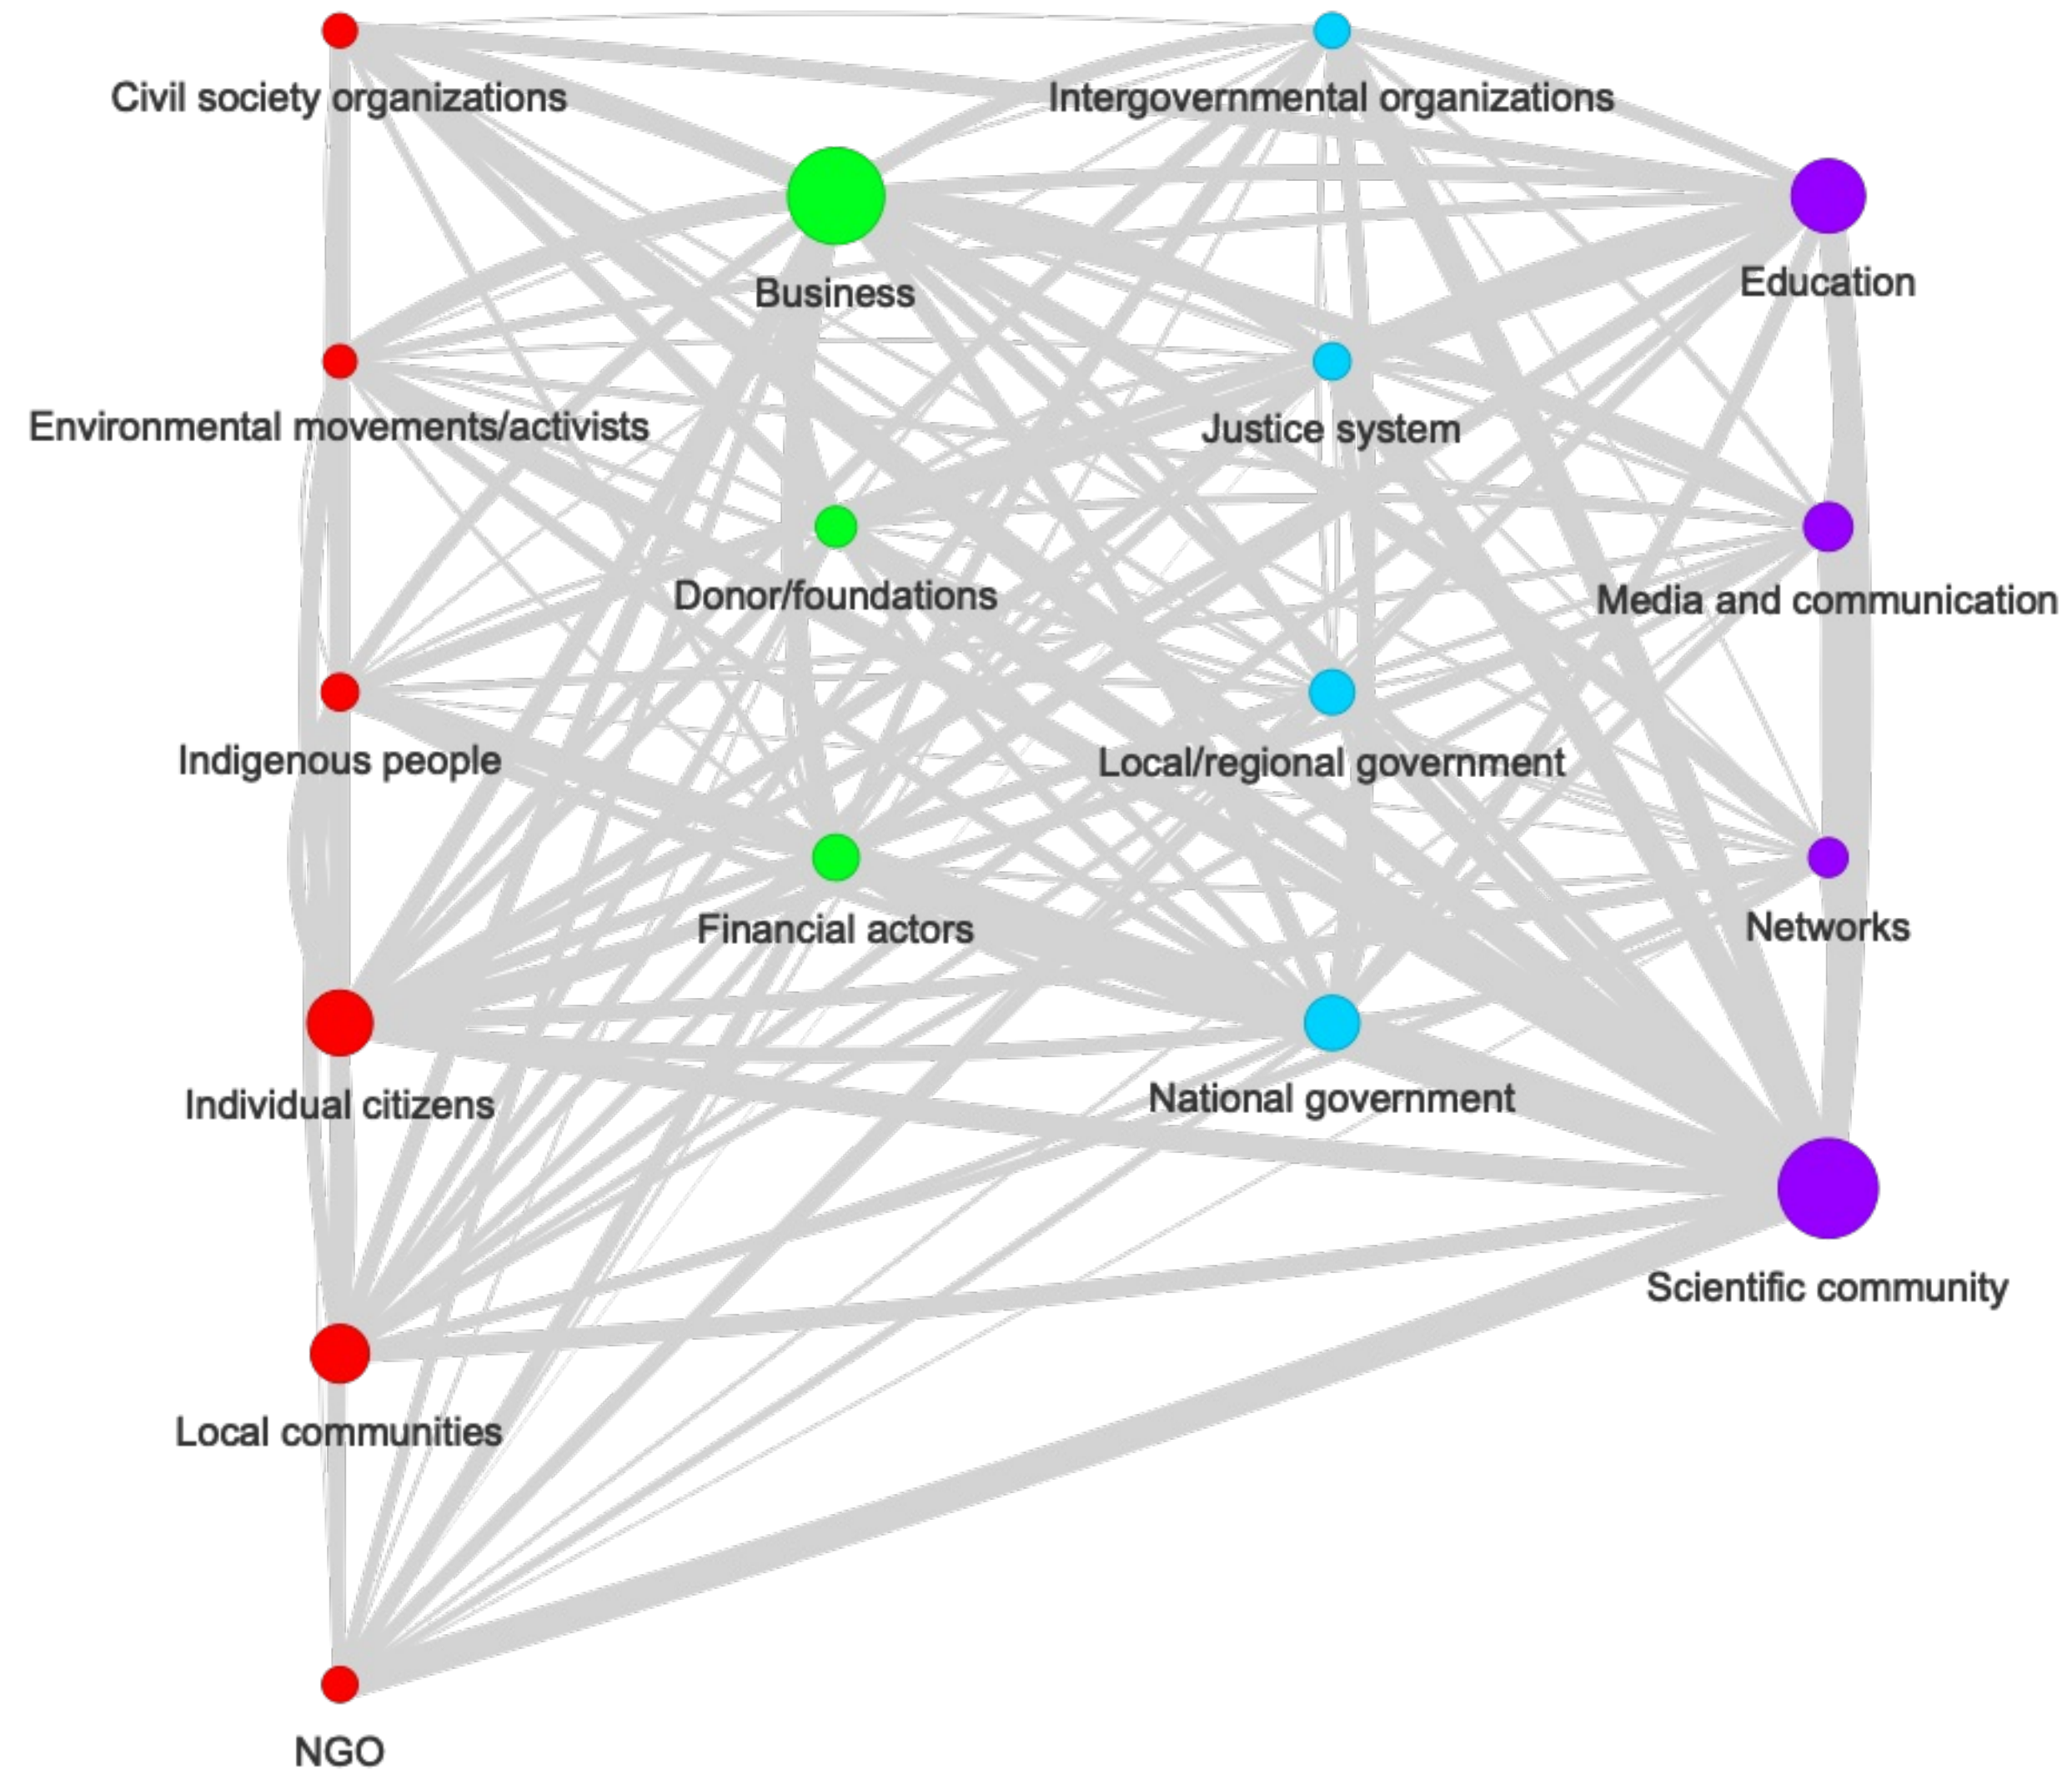 Civil society organizations
Intergovernmental organizations
Business
Education
Environmental movements/activists
Justice system
Donor/foundations
Media and communication
Indigenous people
Local/regional government
Financial actors
Networks
Individual citizens
National government
Scientific community
Local communities
NGO